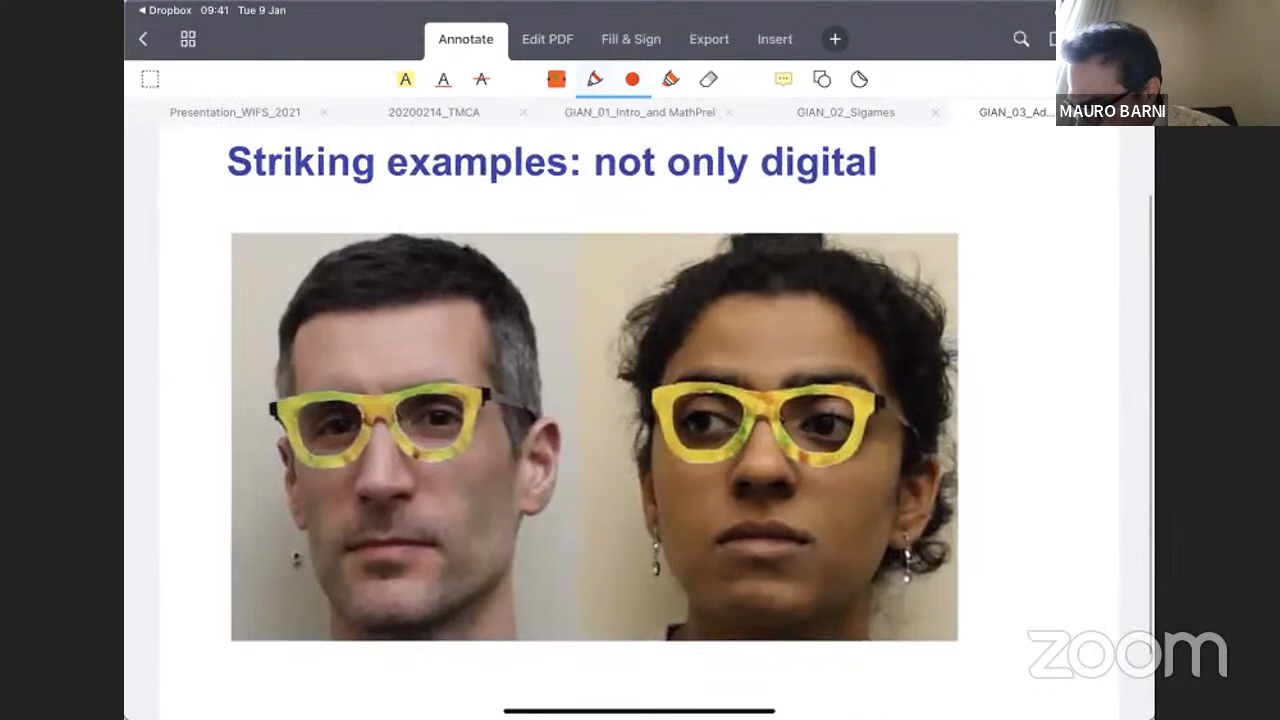 Dropbox 09:41 Tue 9 Jan
Annotate Edit PDF Fill & Sign Export Insert +
A A A
Presentation_WIFS_2021 × 20200214_TMCA × GIAN_01_Intro_and MathPrel × GIAN_02_Slgames × GIAN_03_Ad...
MAURO BARNI
Striking examples: not only digital
zoom